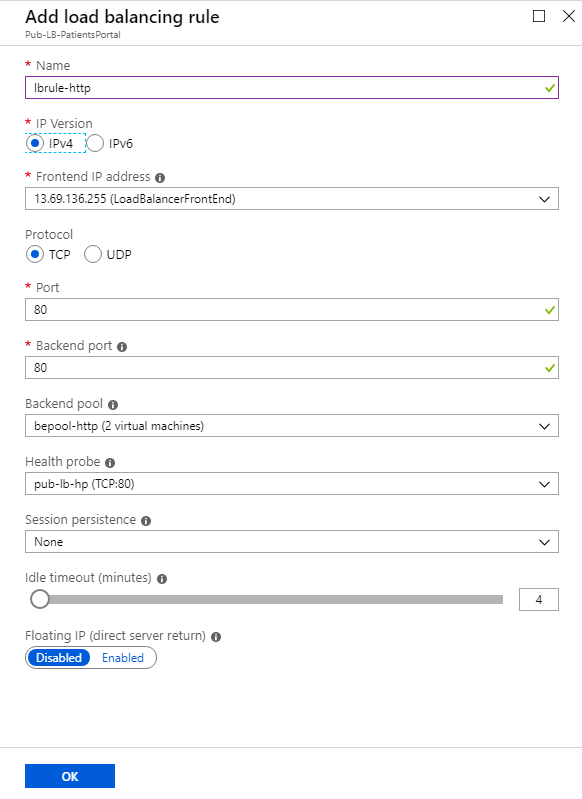 Add load balancing rule
Pub-LB-PatientsPortal
* Name
lbrule-http
* IP Version
IPv4 IPv6
* Frontend IP address
13.69.136.255 (LoadBalancerFrontEnd)
Protocol
TCP UDP
* Port
80
* Backend port
80
Backend pool
bepool-http (2 virtual machines)
Health probe
pub-lb-hp (TCP:80)
Session persistence
None
Idle timeout (minutes)
4
Floating IP (direct server return)
Disabled Enabled
OK